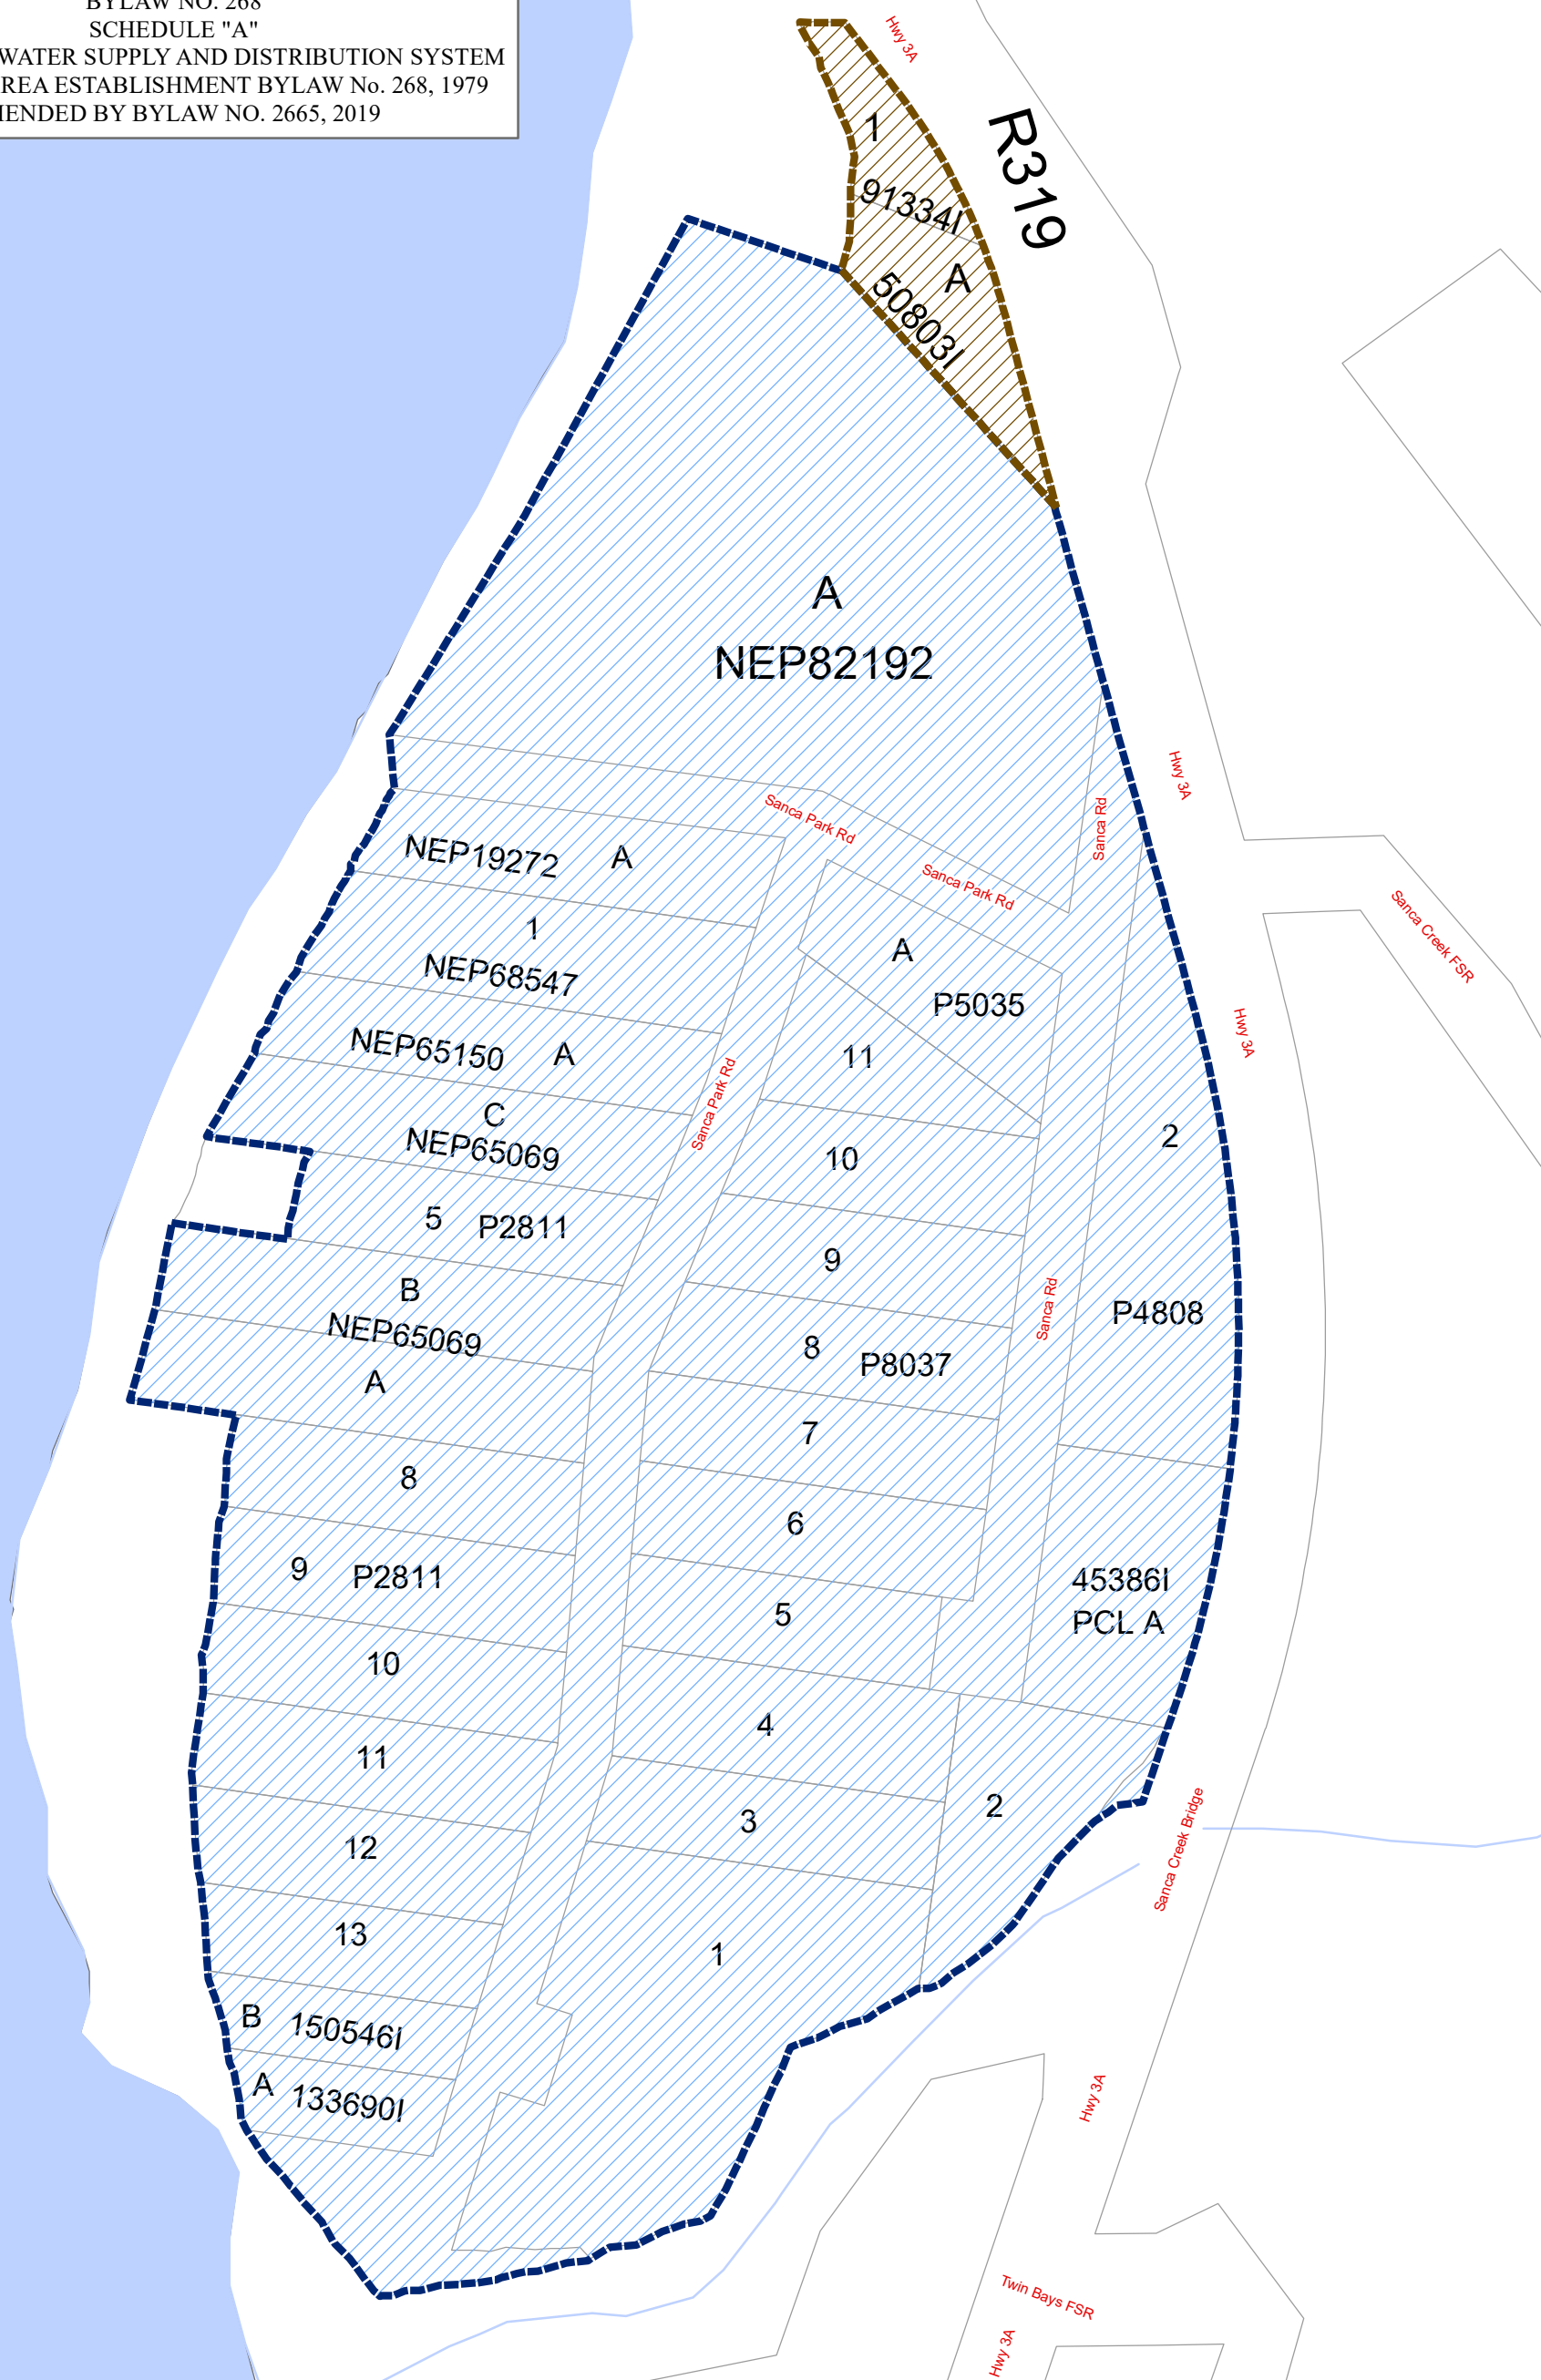 BYLAW NO. 268
SCHEDULE "A"
WATER SUPPLY AND DISTRIBUTION SYSTEM
AREA ESTABLISHMENT BYLAW No. 268, 1979
BY BYLAW NO. 2665, 2019
Hwy 3A
1
R319
91334I
A
50803I
A
NEP82192
Hwy 3A
Sanca Park Rd
Sanca Rd
NEP19272 A
Sanca Park Rd
1
NEP68547
A
P5035
Sanca Creek FSR
Hwy 3A
NEP65150 A
11
Sanca Park Rd
C
NEP65069
10
2
5 P2811
9
B
NEP65069
Sanca Rd
P4808
8 P8037
A
7
8
6
9 P2811
45386I
PCL A
5
10
4
11
2
3
12
Sanca Creek Bridge
13
1
B 150546I
A 133690I
Hwy 3A
Twin Bays FSR
Hwy 3A